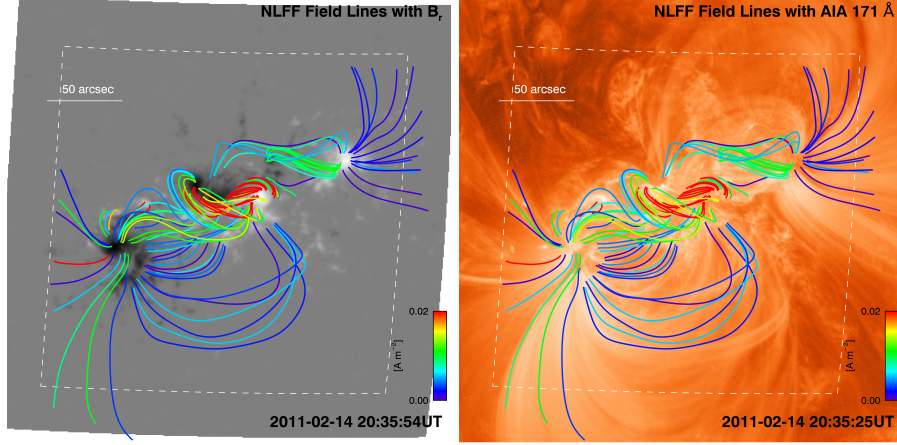 NLFF Field Lines with Br
50 arcsec
0.02
[A m⁻²]
0.00
2011-02-14 20:35:54UT
NLFF Field Lines with AIA 171 Å
50 arcsec
0.02
[A m⁻²]
0.00
2011-02-14 20:35:25UT